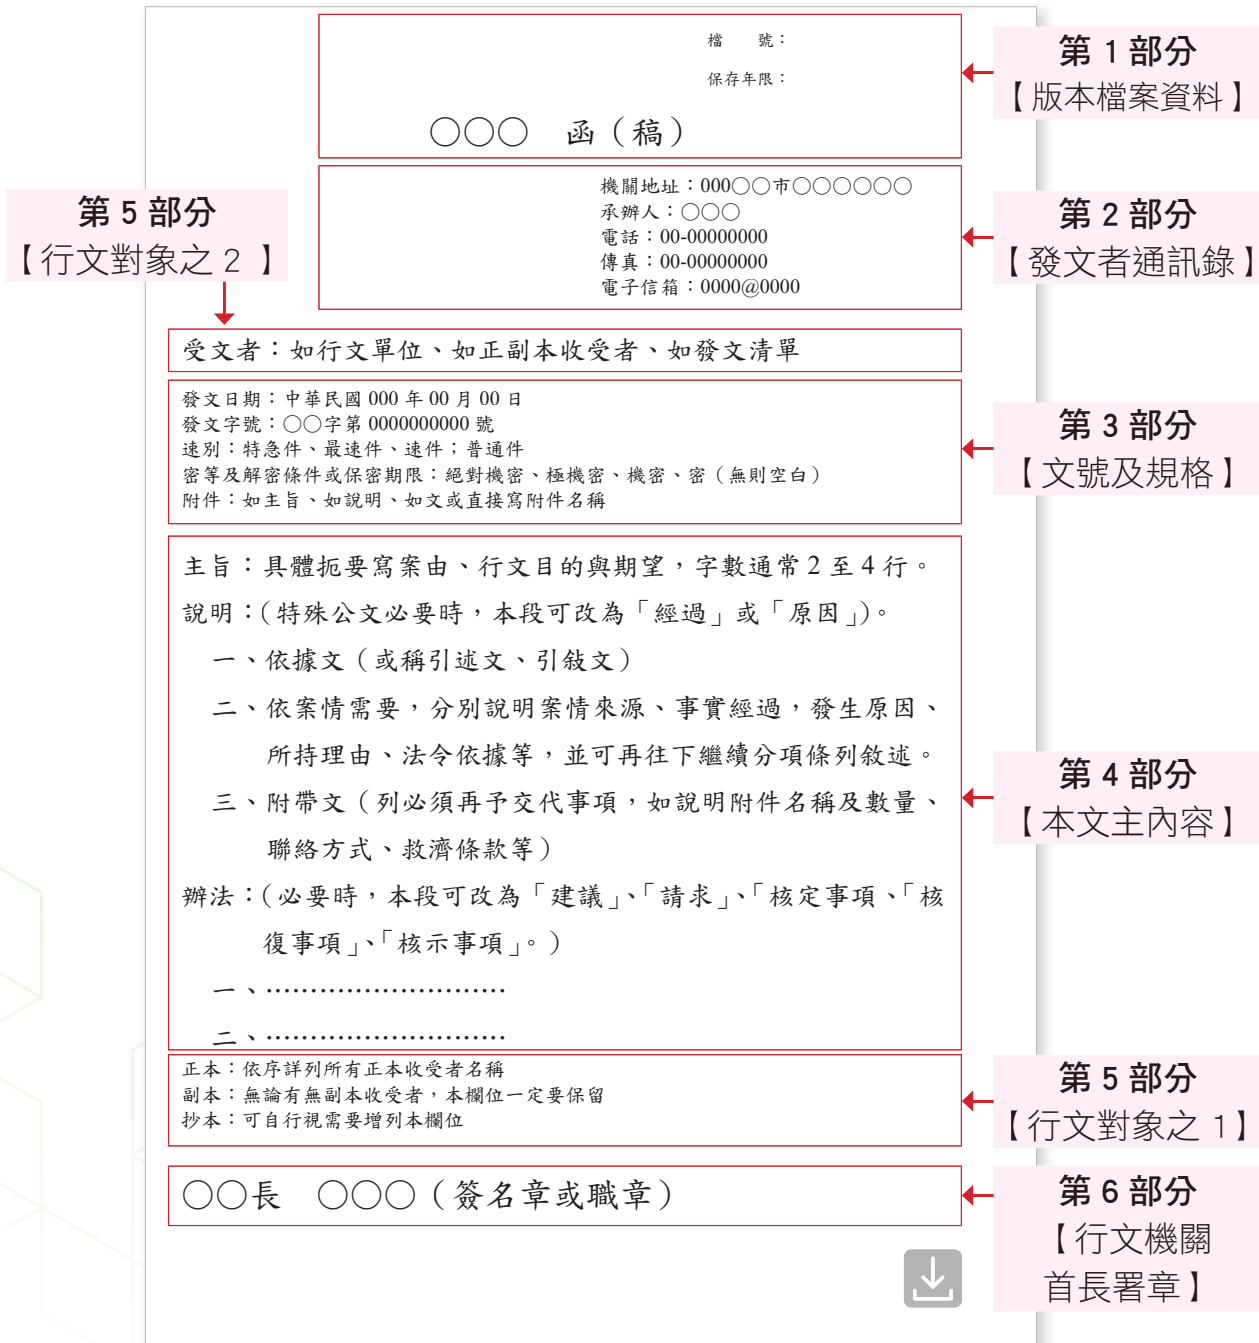 檔　　號：
保存年限：
○○○　函（稿）
第 1 部分
【 版本檔案資料 】
機關地址：000○○市○○○○○○
承辦人：○○○
電話：00-00000000
傳真：00-00000000
電子信箱：0000@0000
第 2 部分
【 發文者通訊錄 】
第 5 部分
【 行文對象之 2 】
受文者：如行文單位、如正副本收受者、如發文清單
發文日期：中華民國 000 年 00 月 00 日
發文字號：○○字第 0000000000 號
速別：特急件、最速件、速件；普通件
密等及解密條件或保密期限：絕對機密、極機密、機密、密（無則空白）
附件：如主旨、如說明、如文或直接寫附件名稱
第 3 部分
【 文號及規格 】
主旨：具體扼要寫案由、行文目的與期望，字數通常 2 至 4 行。
說明：（特殊公文必要時，本段可改為「經過」或「原因」）。
一、依據文（或稱引述文、引敍文）
二、依案情需要，分別說明案情來源、事實經過，發生原因、
所持理由、法令依據等，並可再往下繼續分項條列敘述。
三、附帶文（列必須再予交代事項，如說明附件名稱及數量、
聯絡方式、救濟條款等）
辦法：（必要時，本段可改為「建議」、「請求」、「核定事項、「核
復事項」、「核示事項」。）
一、………………………
二、………………………
第 4 部分
【 本文主內容 】
正本：依序詳列所有正本收受者名稱
副本：無論有無副本收受者，本欄位一定要保留
抄本：可自行視需要增列本欄位
第 5 部分
【 行文對象之 1 】
○○長　○○○（簽名章或職章）
第 6 部分
【 行文機關
首長署章 】